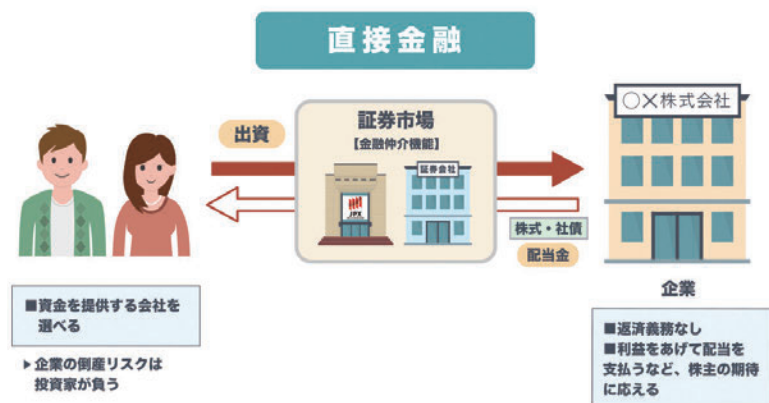 直接金融
出資
証券市場
【金融仲介機能】
JPX
証券会社
株式・社債
配当金
○×株式会社
企業
■資金を提供する会社を
選べる
▶企業の倒産リスクは
投資家が負う
■返済義務なし
■利益をあげて配当を
支払うなど、株主の期待
に応える